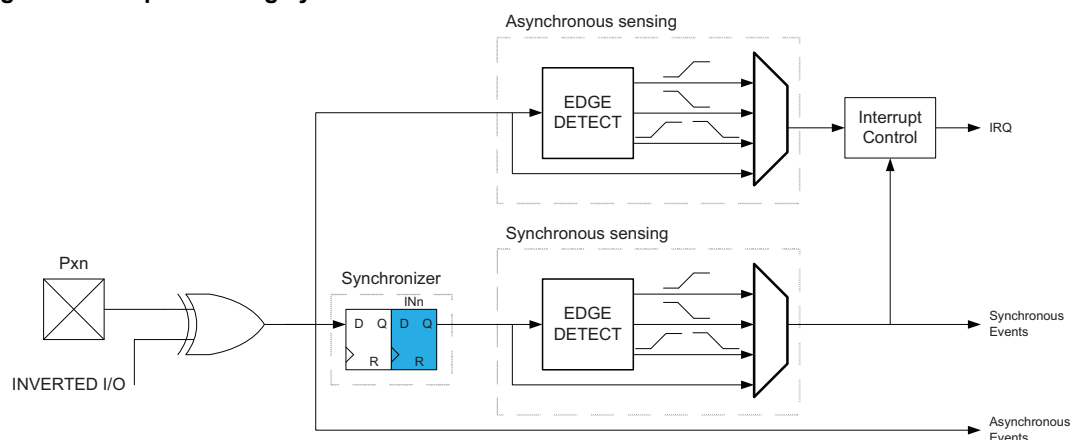 Asynchronous sensing
EDGE
DETECT
Interrupt
Control
IRQ
Synchronous sensing
Pxn
Synchronizer
INn
D Q D Q
R R
EDGE
DETECT
Synchronous
Events
INVERTED I/O
Asynchronous
Events